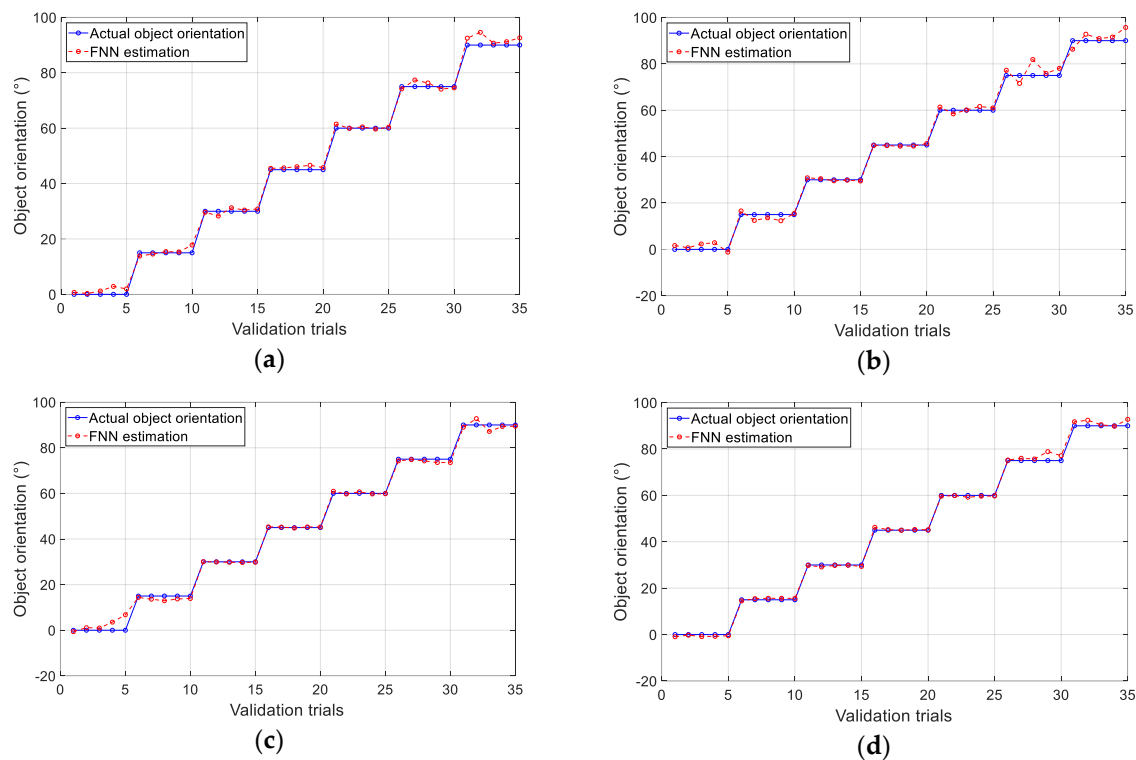 100
80
60
40
20
0
Object orientation (°)
Actual object orientation
FNN estimation
0 5 10 15 20 25 30 35
Validation trials
(a)
100
80
60
40
20
0
-20
Object orientation (°)
Actual object orientation
FNN estimation
0 5 10 15 20 25 30 35
Validation trials
(b)
100
80
60
40
20
0
-20
Object orientation (°)
Actual object orientation
FNN estimation
0 5 10 15 20 25 30 35
Validation trials
(c)
100
80
60
40
20
0
-20
Object orientation (°)
Actual object orientation
FNN estimation
0 5 10 15 20 25 30 35
Validation trials
(d)